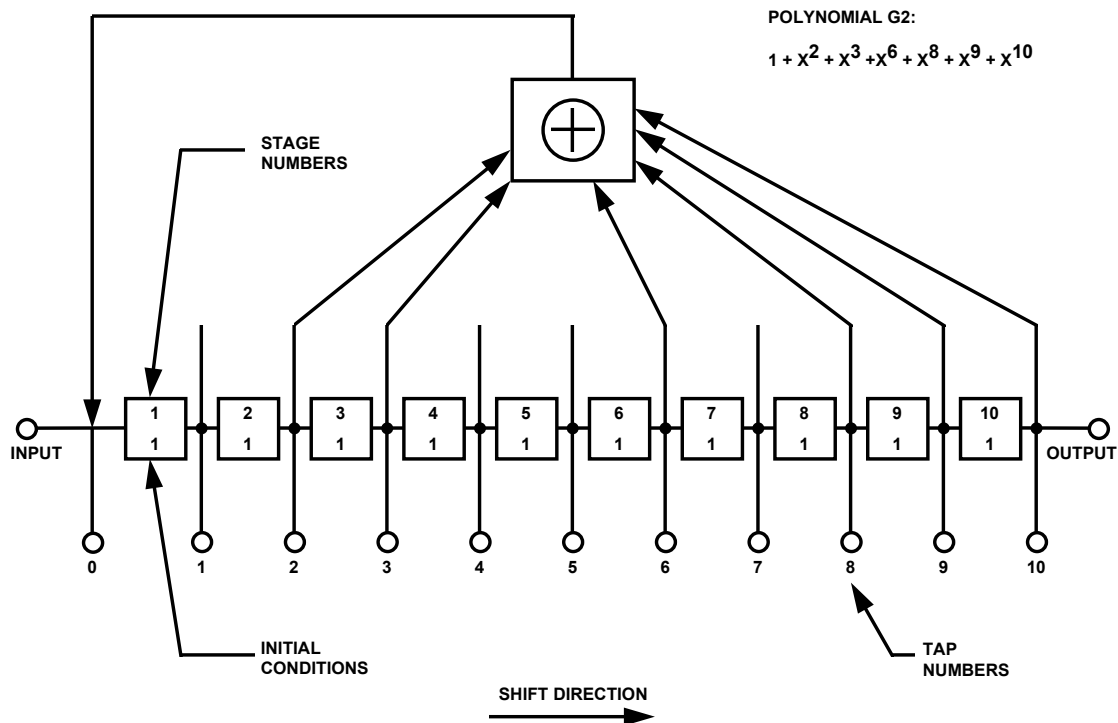 POLYNOMIAL G2:
1 + X2 + X3 +X6 + X8 + X9 + X10
STAGE
NUMBERS
1 2 3 4 5 6 7 8 9 10
1 1 1 1 1 1 1 1 1 1
INPUT
OUTPUT
0 1 2 3 4 5 6 7 8 9 10
INITIAL
CONDITIONS
TAP
NUMBERS
SHIFT DIRECTION